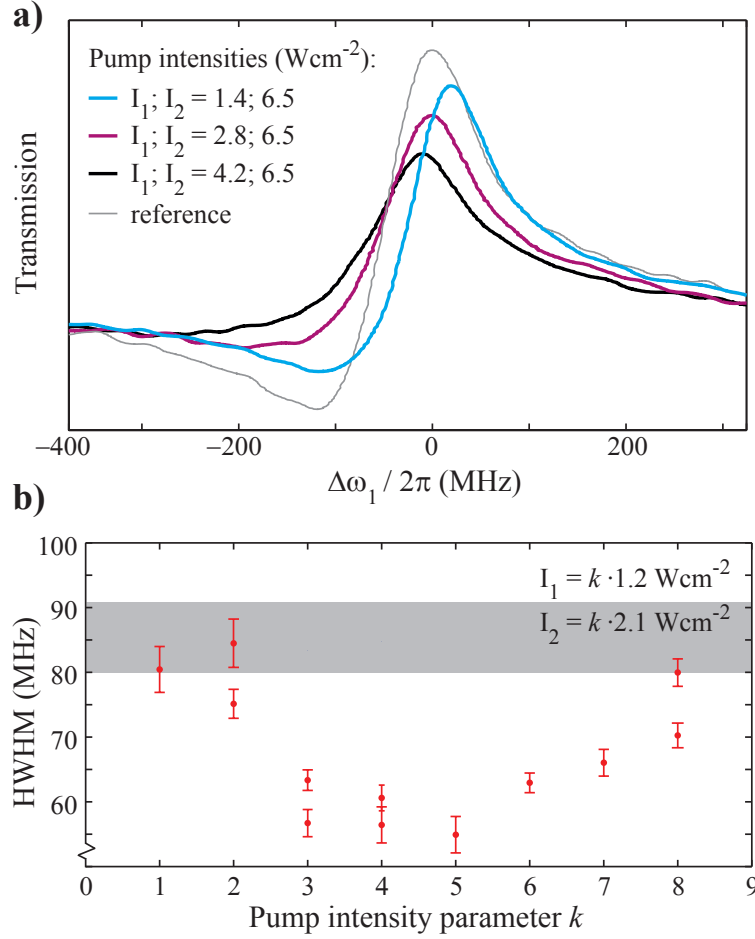 a)
Pump intensities (Wcm-2):
I1; I2 = 1.4; 6.5
I1; I2 = 2.8; 6.5
I1; I2 = 4.2; 6.5
reference
Transmission
−400 −200 0 200
Δω1 / 2π (MHz)
b)
100
90
80
70
60
HWHM (MHz)
I1 = k ·1.2 Wcm-2
I2 = k ·2.1 Wcm-2
0 1 2 3 4 5 6 7 8 9
Pump intensity parameter k